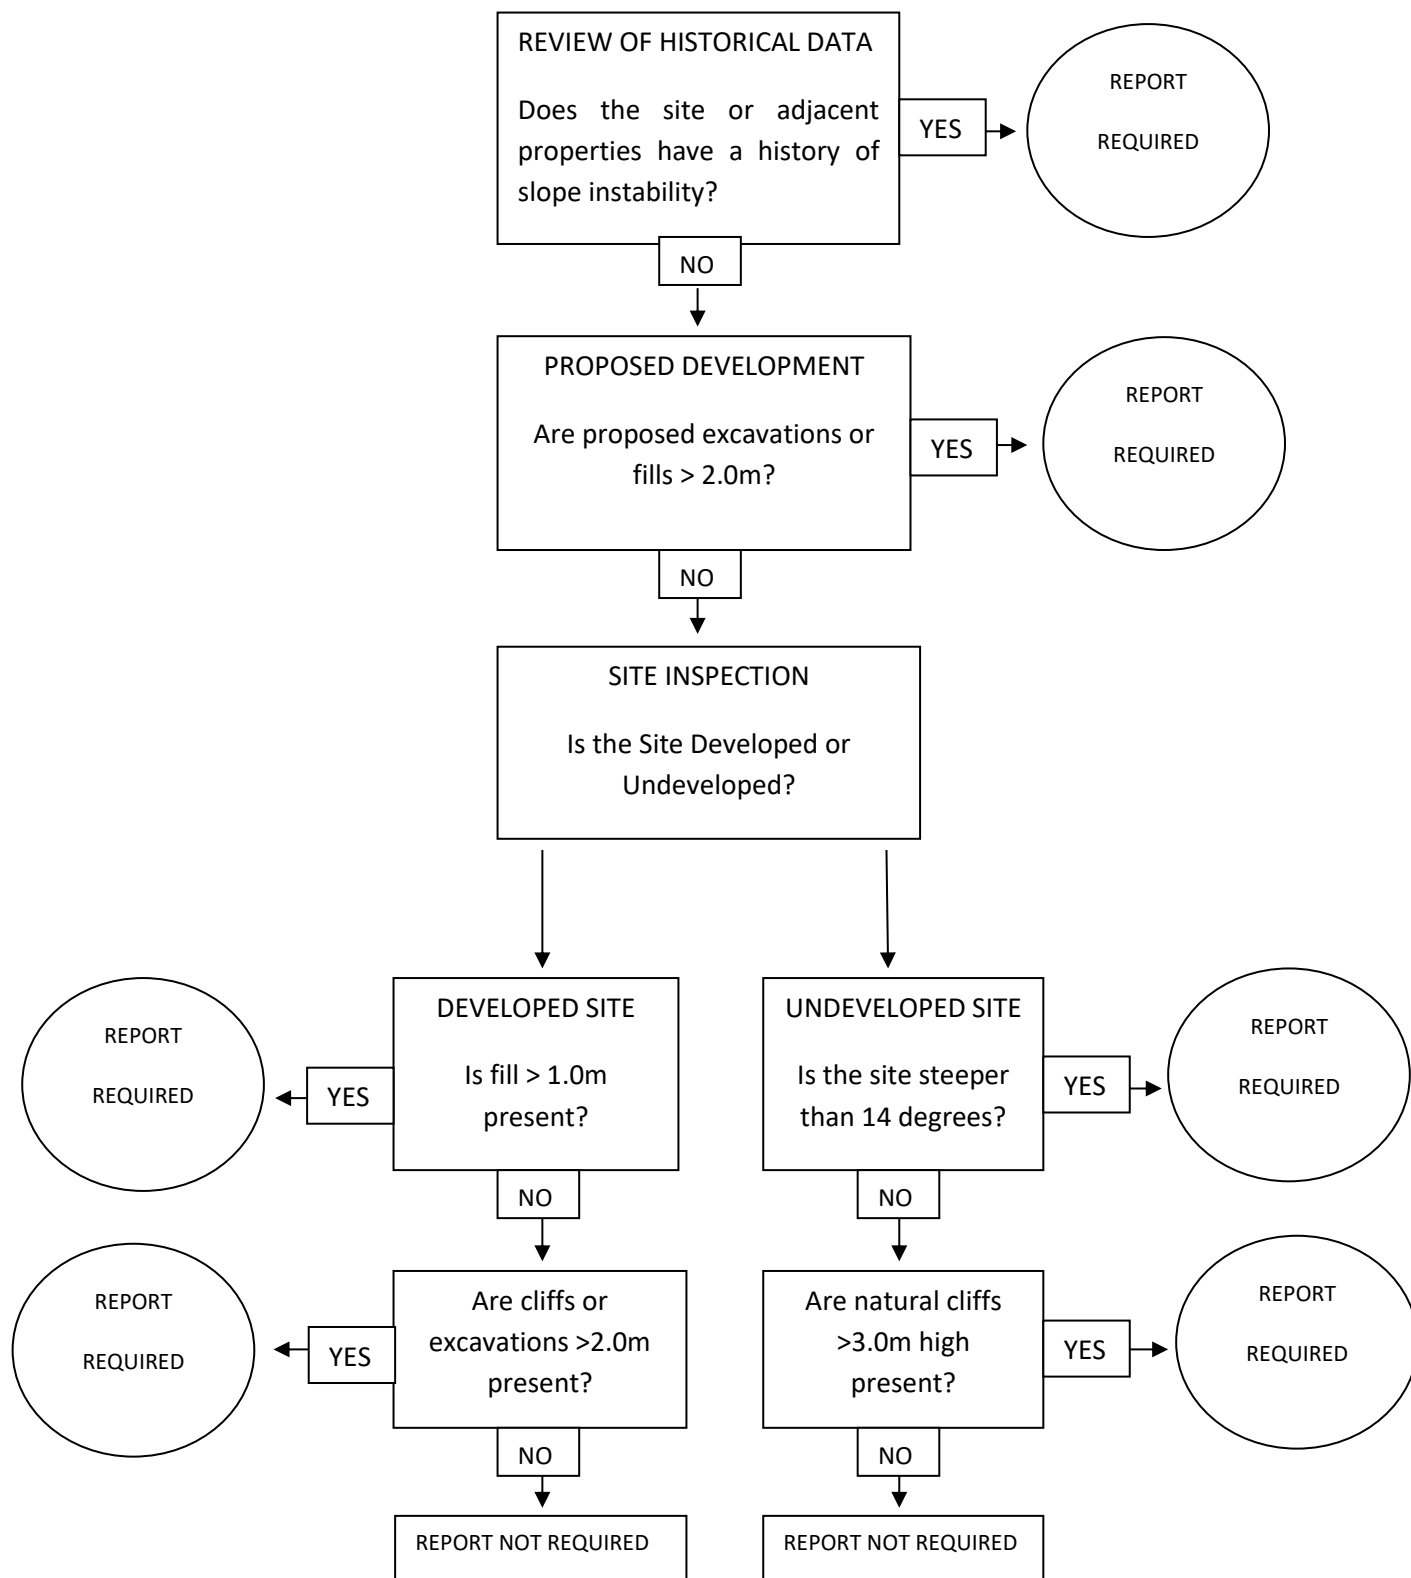 REVIEW OF HISTORICAL DATA
Does the site or adjacent
properties have a history of
slope instability?
YES
REPORT
REQUIRED
NO
PROPOSED DEVELOPMENT
Are proposed excavations or
fills > 2.0m?
YES
REPORT
REQUIRED
NO
SITE INSPECTION
Is the Site Developed or
Undeveloped?
DEVELOPED SITE
Is fill > 1.0m
present?
YES
REPORT
REQUIRED
NO
Are cliffs or
excavations >2.0m
present?
YES
REPORT
REQUIRED
NO
REPORT NOT REQUIRED
UNDEVELOPED SITE
Is the site steeper
than 14 degrees?
YES
REPORT
REQUIRED
NO
Are natural cliffs
>3.0m high
present?
YES
REPORT
REQUIRED
NO
REPORT NOT REQUIRED